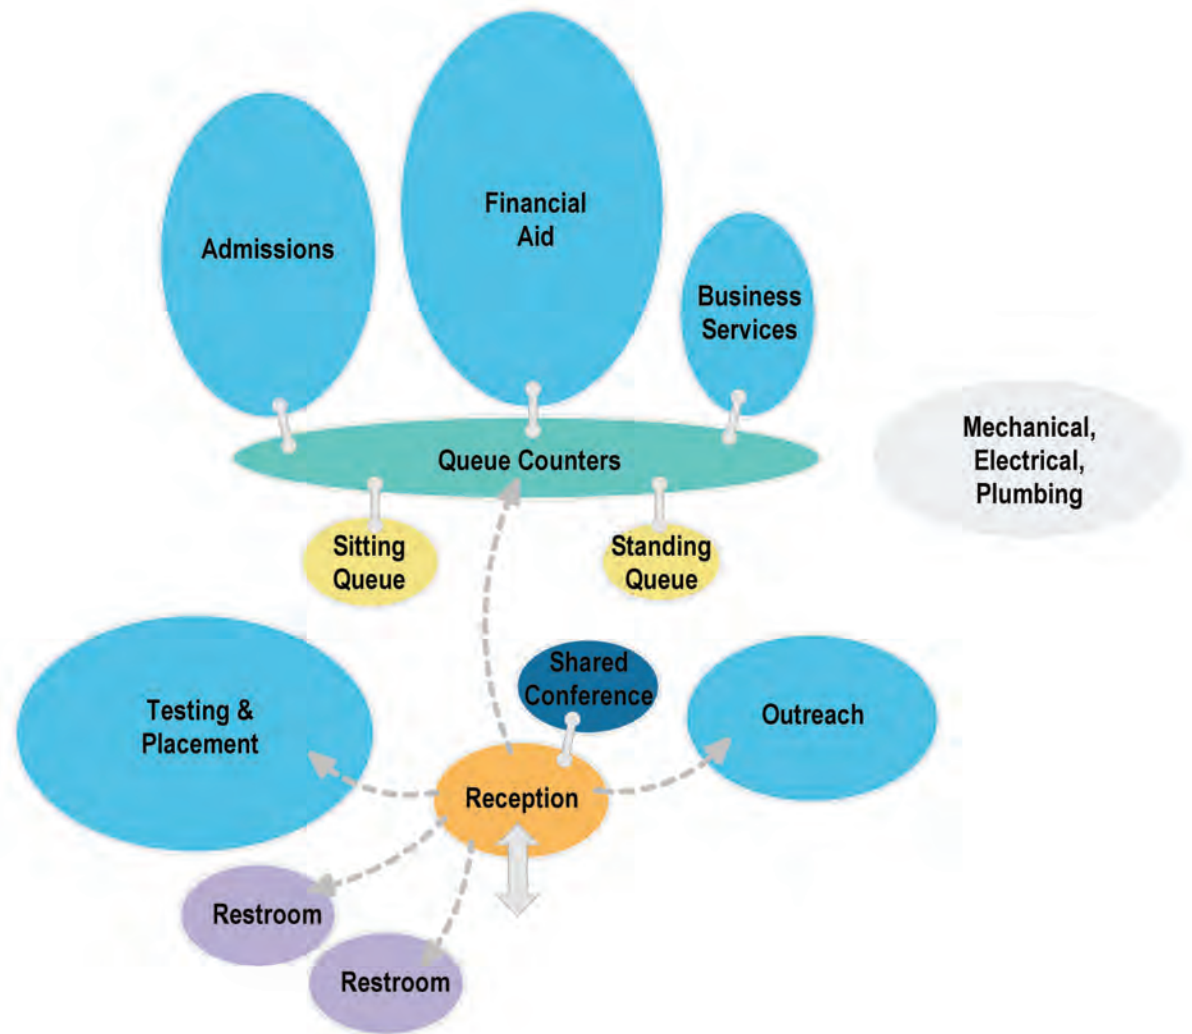 Financial
Aid
Admissions
Business
Services
Mechanical,
Electrical,
Plumbing
Queue Counters
Sitting
Queue
Standing
Queue
Shared
Conference
Testing &
Placement
Outreach
Reception
Restroom
Restroom